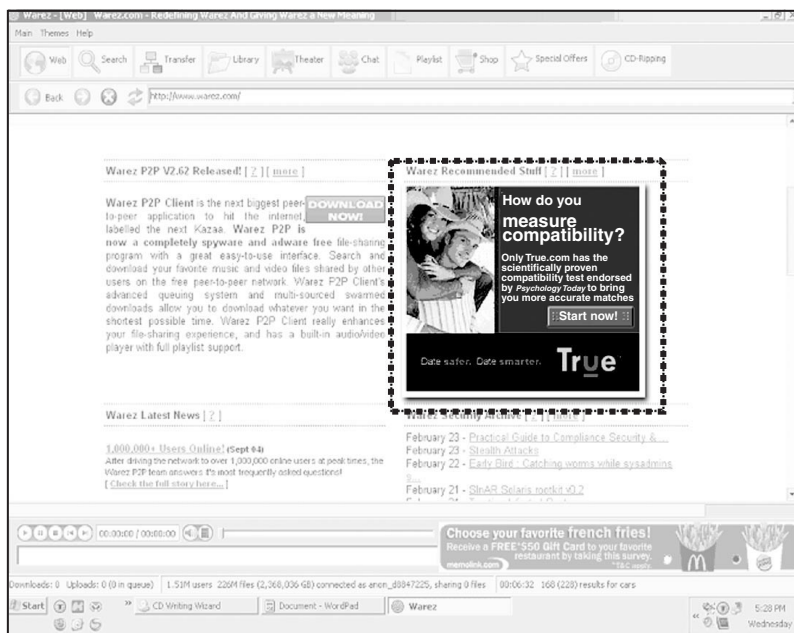 Warez - [Web] Warez.com - Redefining Warez And Giving Warez a New Meaning
Main Themes Help
Web Search Transfer Library Theater Chat Playlist Shop Special Offers CD-Ripping
Back http://www.warez.com/
Warez P2P V2.62 Released! [ ? ] [ more ]
Warez P2P Client is the next biggest peer-
to-peer application to hit the internet,
labelled the next Kazaa. Warez P2P is
now a completely spyware and adware free file-sharing
program with a great easy-to-use interface. Search and
download your favorite music and video files shared by other
users on the free peer-to-peer network. Warez P2P Client's
advanced queuing system and multi-sourced swarmed
downloads allow you to download whatever you want in the
shortest possible time. Warez P2P Client really enhances
your file-sharing experience, and has a built-in audio/video
player with full playlist support.
DOWNLOAD
NOW!
Warez Recommended Stuff [ ? ] [ more ]
How do you
measure
compatibility?
Only True.com has the
scientifically proven
compatibility test endorsed
by Psychology Today to bring
you more accurate matches
Start now!
Date safer. Date smarter. True
Warez Latest News [ ? ]
1,000,000+ Users Online! (Sept 04)
After driving the network to over 1,000,000 online users at peak times, the
Warez P2P team answers it's most frequently asked questions!
[ Check the full story here... ]
Warez Security Archive [ ? ] [ more ]
February 23 - Practical Guide to Compliance Security & ...
February 23 - Stealth Attacks
February 22 - Early Bird : Catching worms while sysadmins
s...
February 21 - SInAR Solaris rootkit v0.2
00:00:00 / 00:00:00
Choose your favorite french fries!
Receive a FREE* $50 Gift Card to your favorite
restaurant by taking this survey.
memolink.com *T&C apply
Downloads: 0 Uploads: 0 (0 in queue) 1.51M users 226M files (2,368,036 GB) connected as anon_d8847225, sharing 0 files 00:06:32 168 (228) results for cars
Start CD Writing Wizard Document - WordPad Warez 5:28 PM
Wednesday